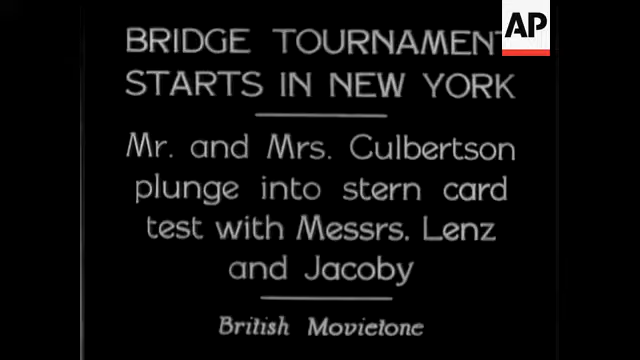 AP
BRIDGE TOURNAMENT
STARTS IN NEW YORK
Mr. and Mrs. Culbertson
plunge into stern card
test with Messrs. Lenz
and Jacoby
British Movietone